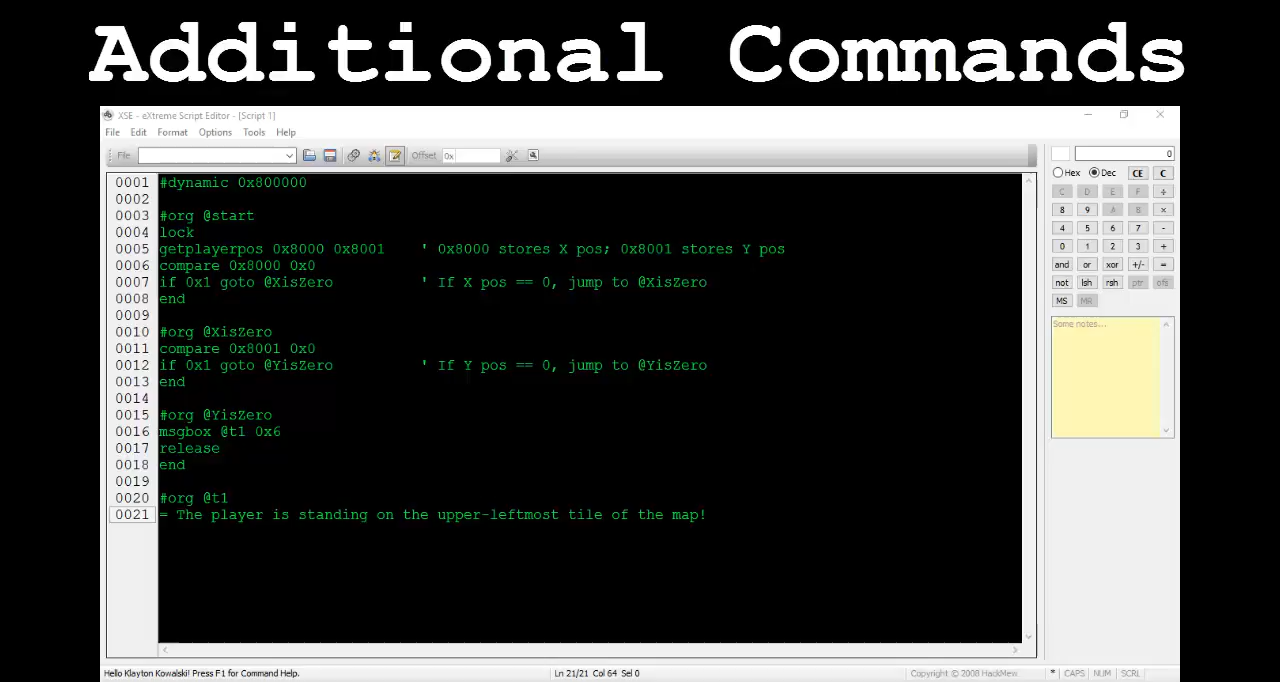 Additional Commands
XSE - eXtreme Script Editor - [Script 1]
File Edit Format Options Help
File Offset 0x
0
Hex Dec CE C
C D E F ÷
8 9 A B ×
4 5 6 7 -
0 1 2 3 +
and or xor +/- =
not lsh rsh ptr ofs
MS MR
Some notes...
0001 #dynamic 0x800000
0002
0003 #org @start
0004 lock
0005 getplayerpos 0x8000 0x8001 ' 0x8000 stores X pos; 0x8001 stores Y pos
0006 compare 0x8000 0x0
0007 if 0x1 goto @XisZero ' If X pos == 0, jump to @XisZero
0008 end
0009
0010 #org @XisZero
0011 compare 0x8001 0x0
0012 if 0x1 goto @YisZero ' If Y pos == 0, jump to @YisZero
0013 end
0014
0015 #org @YisZero
0016 msgbox @t1 0x6
0017 release
0018 end
0019
0020 #org @t1
0021 = The player is standing on the upper-leftmost tile of the map!
Hello Klayton Kowalski! Press F1 for Command Help. Ln 21/21 Col 64 Sel 0 Copyright © 2008 HackMew * CAPS NUM SCRL